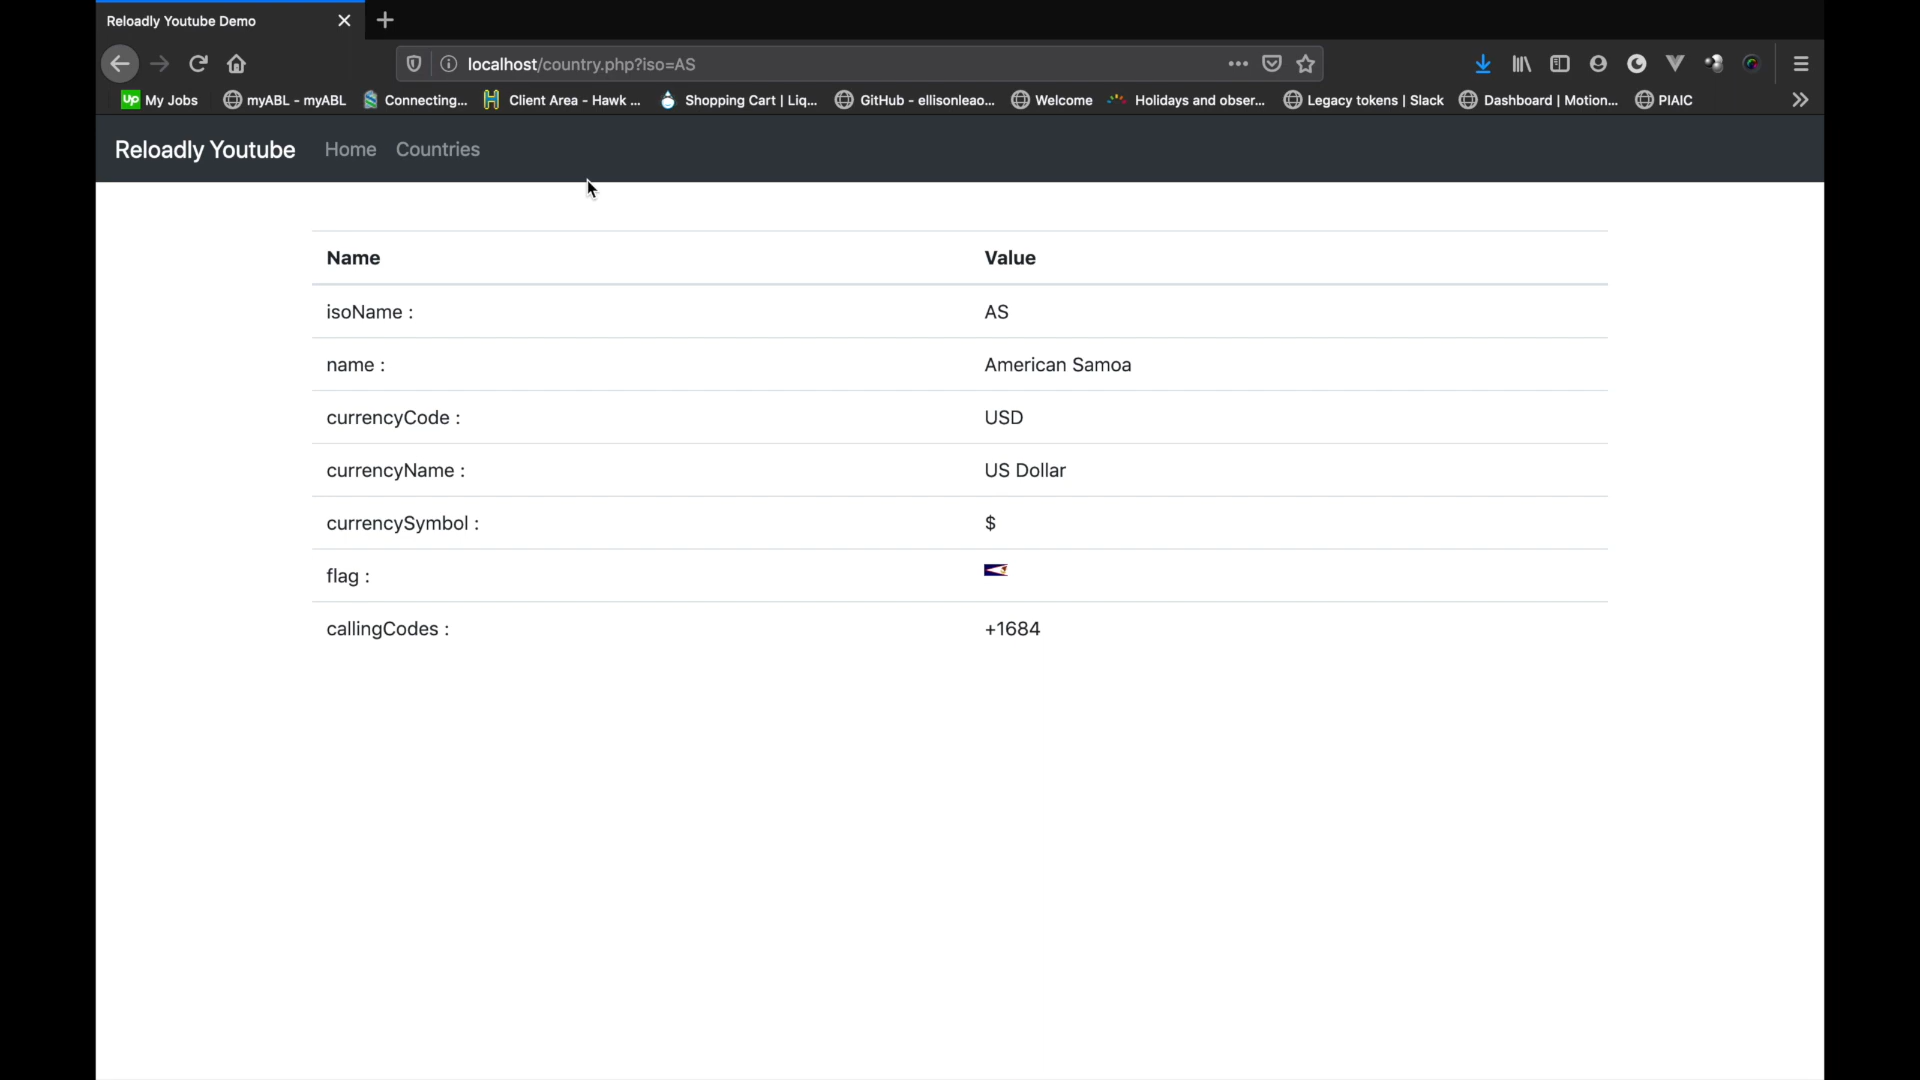 Reloadly Youtube Demo
localhost/country.php?iso=AS
My Jobs myABL - myABL Connecting... Client Area - Hawk ... Shopping Cart | Liq... GitHub - ellisonleao... Welcome Holidays and obser... Legacy tokens | Slack Dashboard | Motion... PIAIC
Reloadly Youtube Home Countries
Name Value
isoName : AS
name : American Samoa
currencyCode : USD
currencyName : US Dollar
currencySymbol : $
flag :
callingCodes : +1684